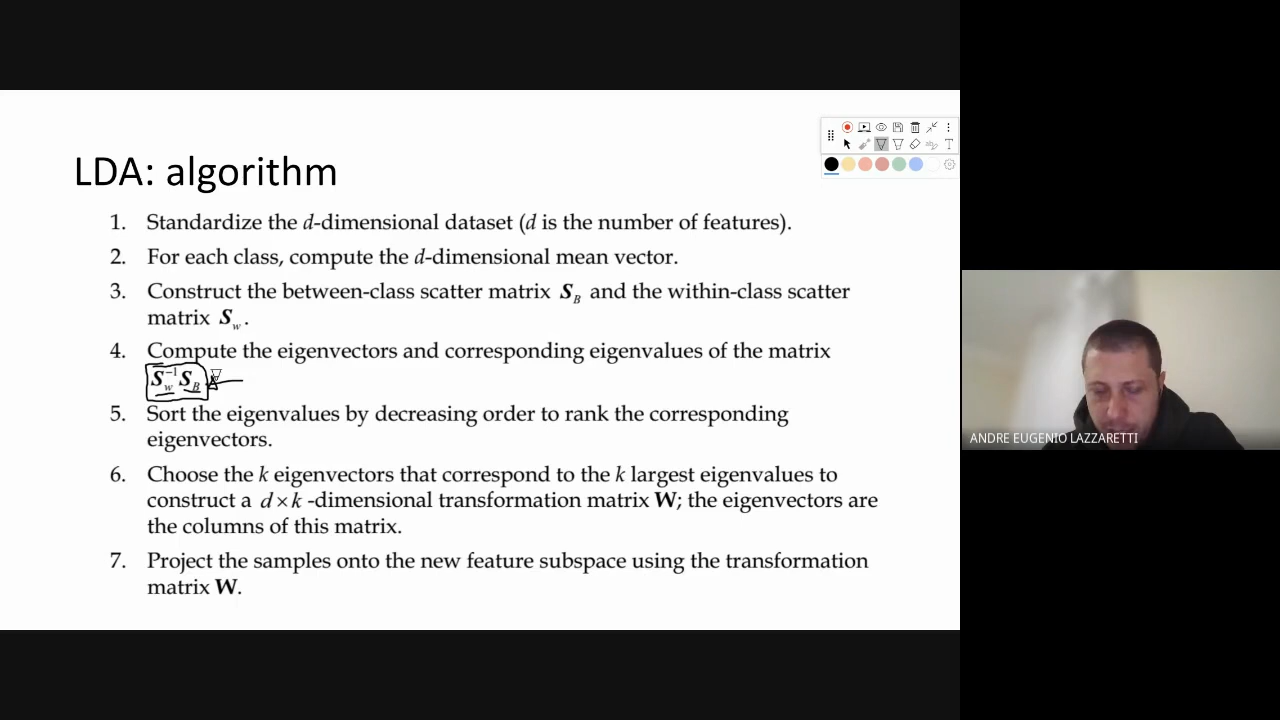 LDA: algorithm
1. Standardize the d-dimensional dataset (d is the number of features).
2. For each class, compute the d-dimensional mean vector.
3. Construct the between-class scatter matrix S_B and the within-class scatter
matrix S_w.
4. Compute the eigenvectors and corresponding eigenvalues of the matrix
S_w^-1 S_B
5. Sort the eigenvalues by decreasing order to rank the corresponding
eigenvectors.
6. Choose the k eigenvectors that correspond to the k largest eigenvalues to
construct a d×k -dimensional transformation matrix W; the eigenvectors are
the columns of this matrix.
7. Project the samples onto the new feature subspace using the transformation
matrix W.
ANDRE EUGENIO LAZZARETTI